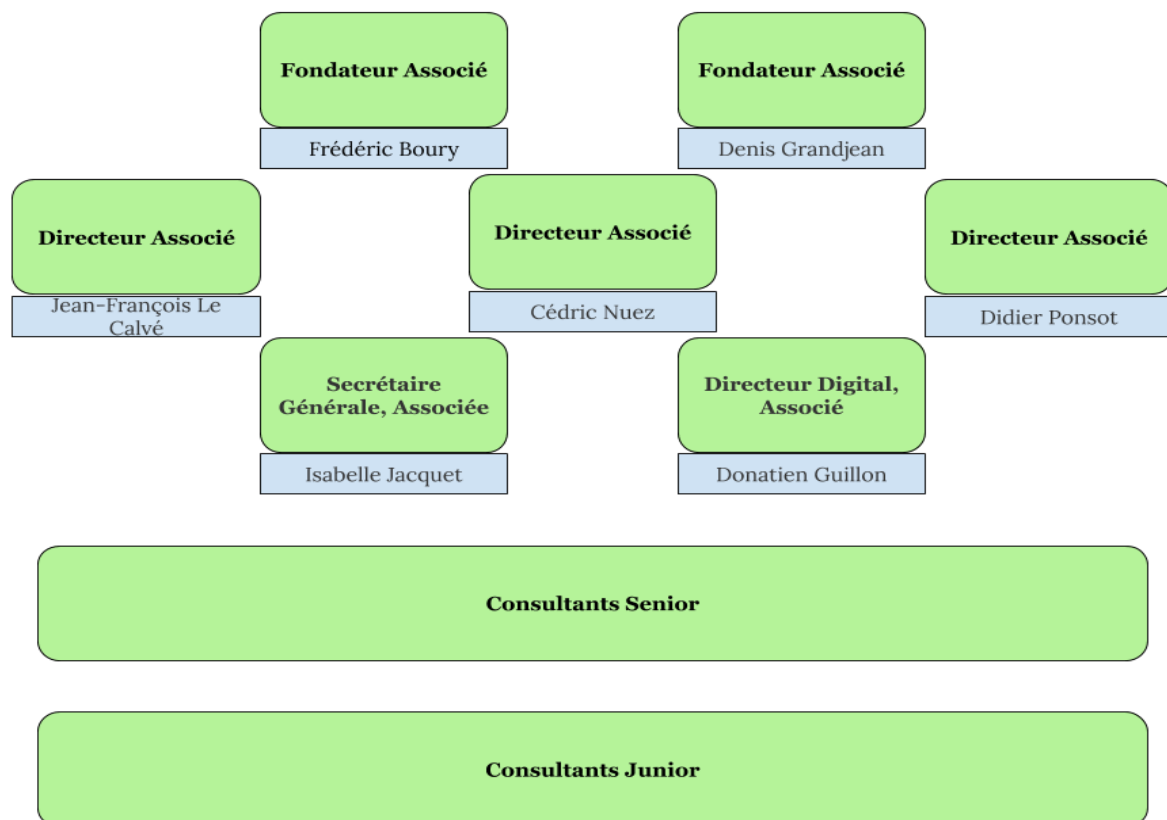 Fondateur Associé
Fondateur Associé
Frédéric Boury
Denis Grandjean
Directeur Associé
Directeur Associé
Directeur Associé
Jean-François Le
Calvé
Cédric Nuez
Didier Ponsot
Secrétaire
Générale, Associée
Directeur Digital,
Associé
Isabelle Jacquet
Donatien Guillon
Consultants Senior
Consultants Junior